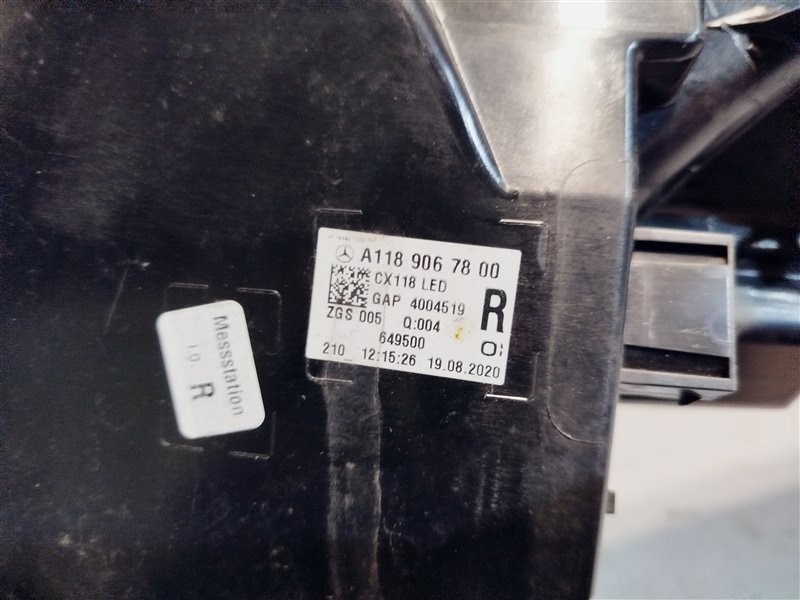 A118 906 78 00
CX118 LED
GAP 4004519
R
ZGS 005 Q:004
649500
210 12:15:26 19.08.2020
Messstation
i.O. R